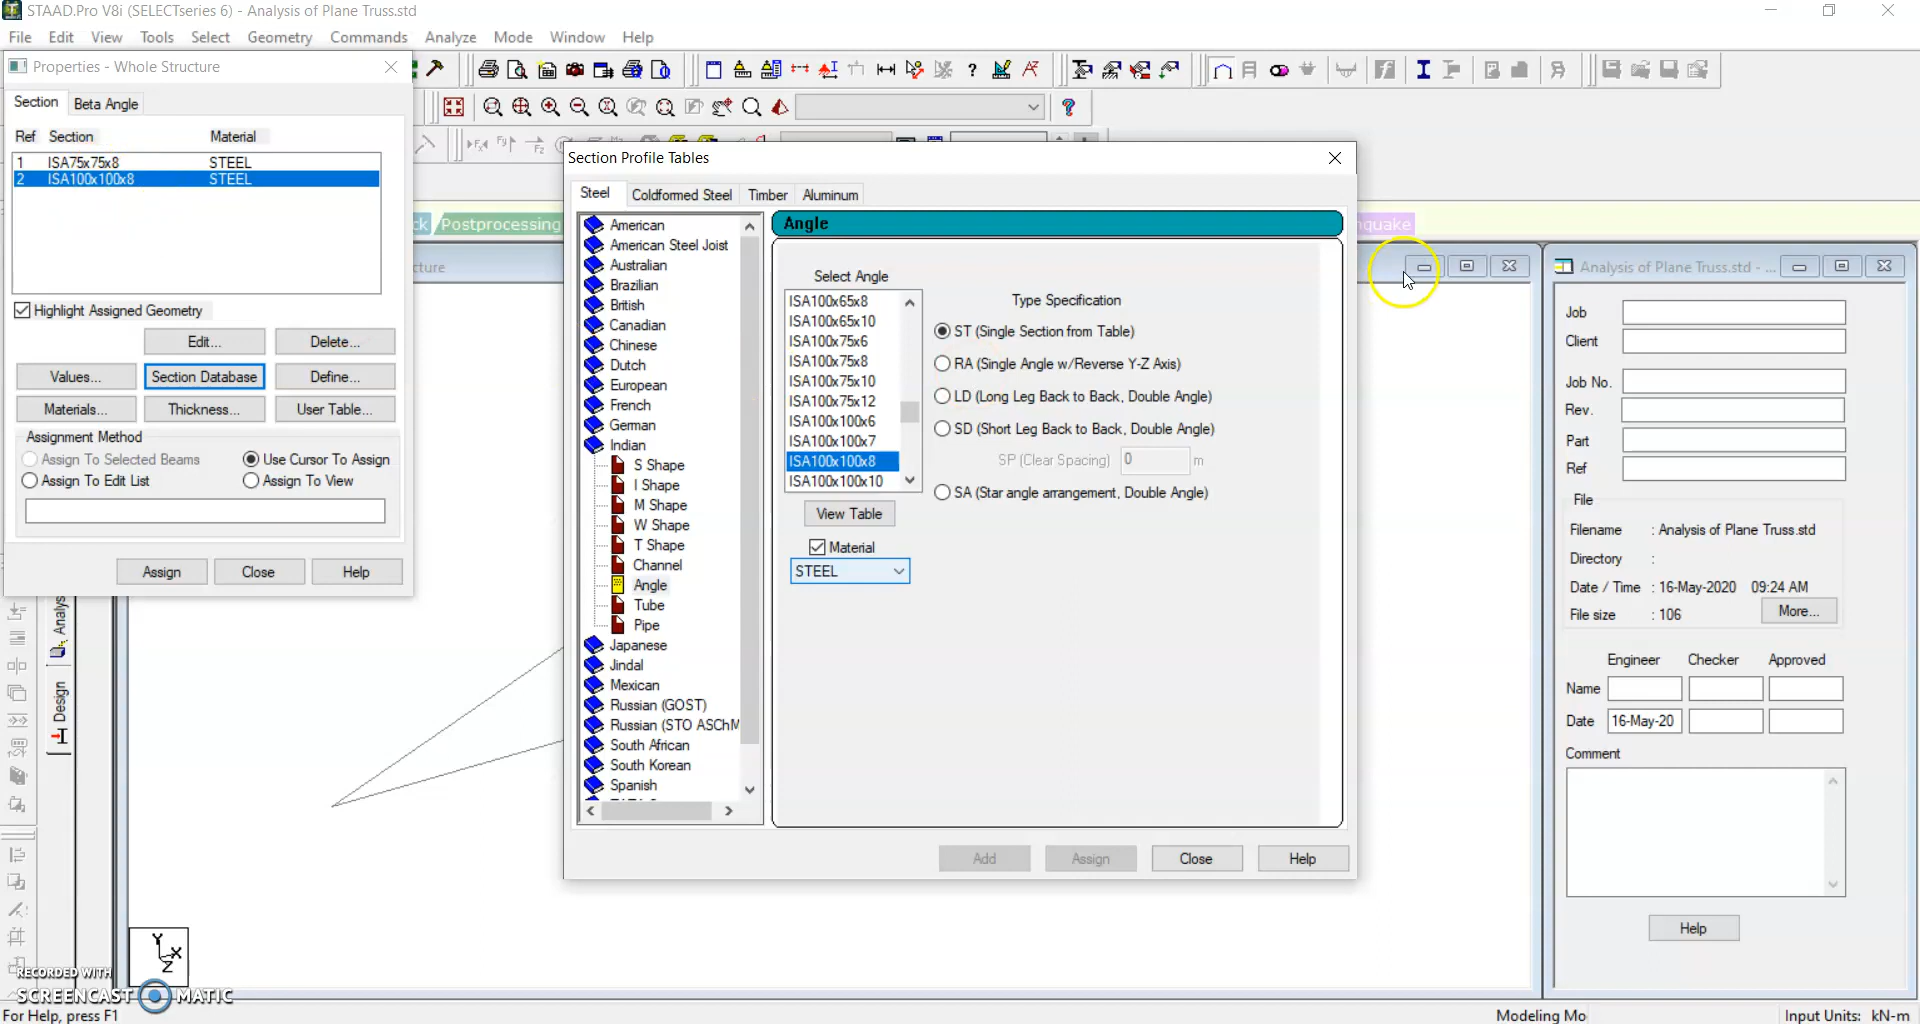 STAAD.Pro V8i (SELECTseries 6) - Analysis of Plane Truss.std
File Edit View Tools Select Geometry Commands Analyze Mode Window Help
Properties - Whole Structure
Section Beta Angle
Ref Section Material
1 ISA75x75x8 STEEL
2 ISA100x100x8 STEEL
Highlight Assigned Geometry
Edit... Delete...
Values... Section Database Define...
Materials... Thickness... User Table...
Assignment Method
Assign To Selected Beams Use Cursor To Assign
Assign To Edit List Assign To View
Assign Close Help
Postprocessing
quake
cture
Section Profile Tables
Steel Coldformed Steel Timber Aluminum
American
American Steel Joist
Australian
Brazilian
British
Canadian
Chinese
Dutch
European
French
German
Indian
S Shape
I Shape
M Shape
W Shape
T Shape
Channel
Angle
Tube
Pipe
Japanese
Jindal
Mexican
Russian (GOST)
Russian (STO ASChM
South African
South Korean
Spanish
Angle
Select Angle
ISA100x65x8
ISA100x65x10
ISA100x75x6
ISA100x75x8
ISA100x75x10
ISA100x75x12
ISA100x100x6
ISA100x100x7
ISA100x100x8
ISA100x100x10
View Table
Material
STEEL
Type Specification
ST (Single Section from Table)
RA (Single Angle w/Reverse Y-Z Axis)
LD (Long Leg Back to Back, Double Angle)
SD (Short Leg Back to Back, Double Angle)
SP (Clear Spacing) 0 m
SA (Star angle arrangement, Double Angle)
Add Assign Close Help
Analysis of Plane Truss.std - ...
Job
Client
Job No.
Rev.
Part
Ref
File
Filename : Analysis of Plane Truss.std
Directory :
Date / Time : 16-May-2020 09:24 AM
File size : 106 More...
Engineer Checker Approved
Name
Date 16-May-20
Comment
Help
Analys
Design
Y
X
Z
RECORDED WITH
SCREENCAST MATIC
For Help, press F1 Modeling Mo Input Units: kN-m